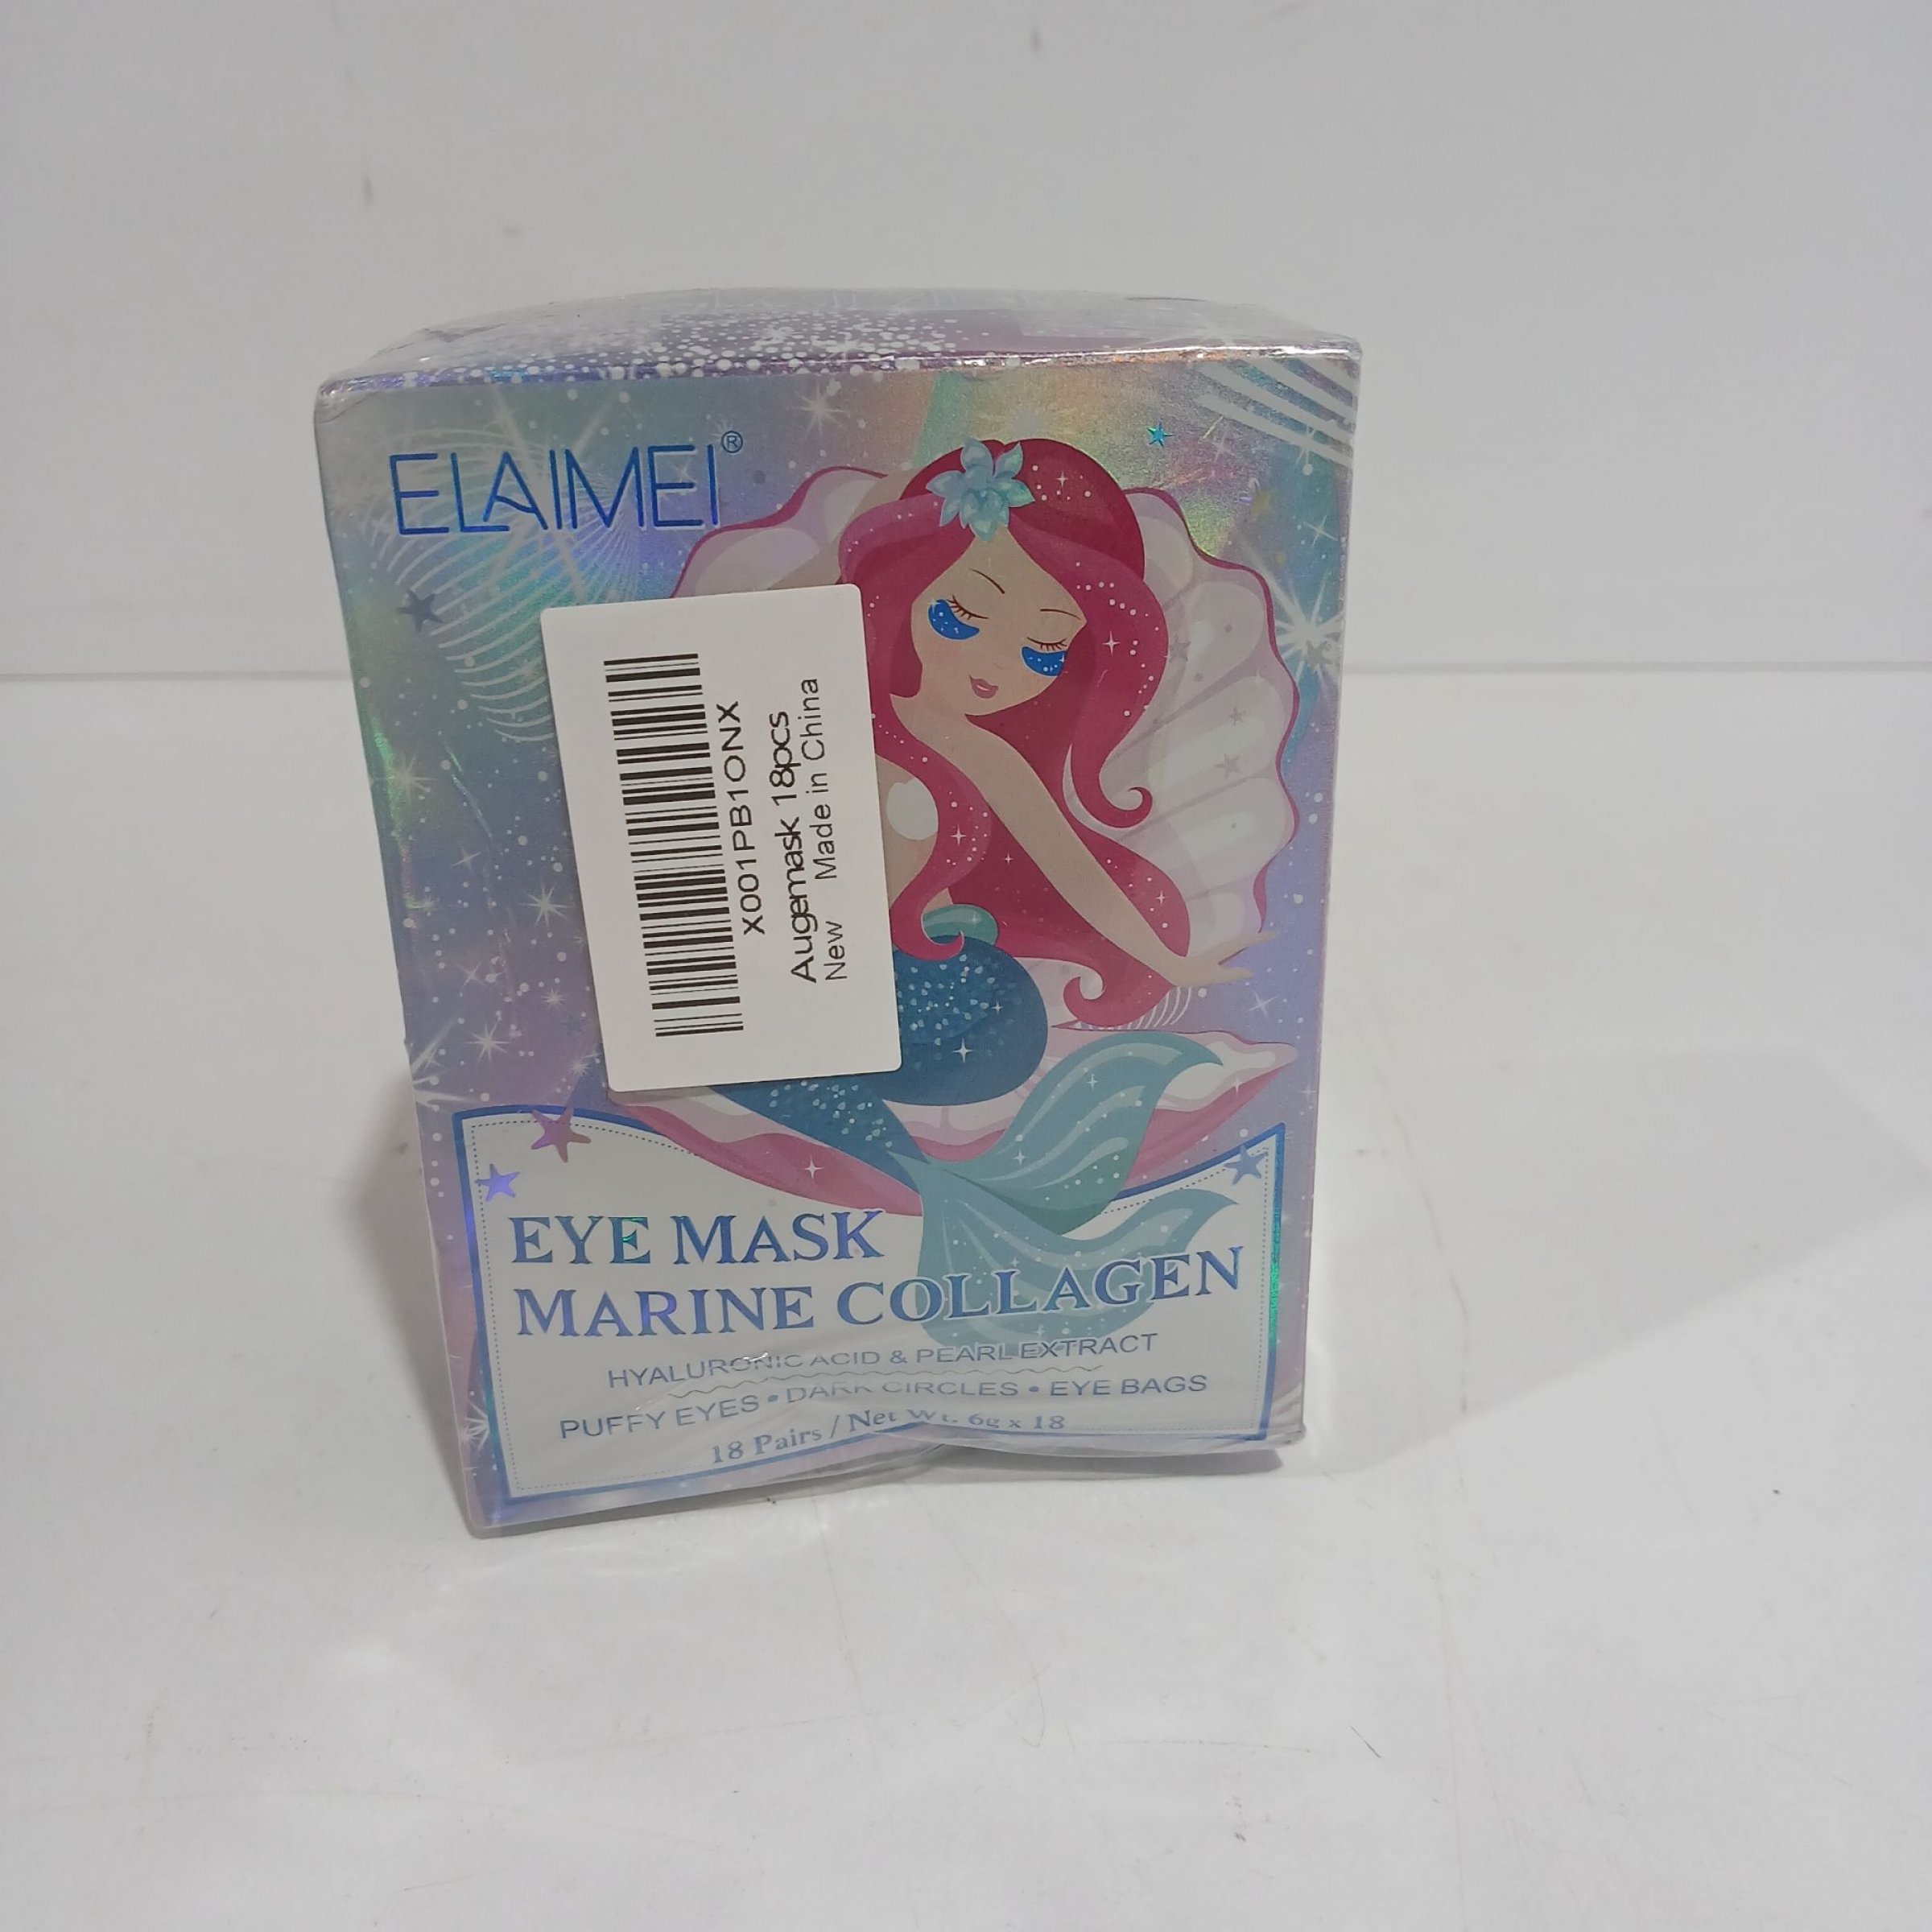 ELAIMEI®
X001PB1ONX
Augemask 18pcs
New Made in China
EYE MASK
MARINE COLLAGEN
HYALURONIC ACID & PEARL EXTRACT
PUFFY EYES • DARK CIRCLES • EYE BAGS
18 Pairs / Net Wt. 6g x 18